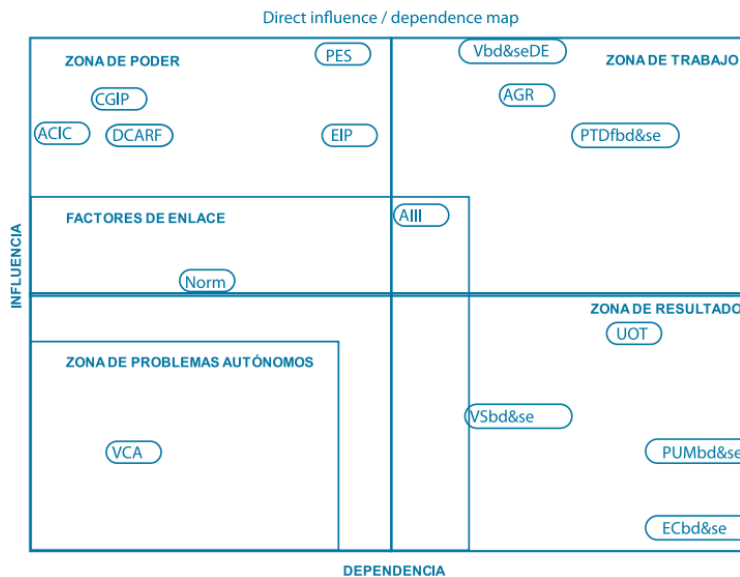 Direct influence / dependence map
ZONA DE PODER
PES
Vbd&seDE
ZONA DE TRABAJO
CGIP
AGR
ACIC
DCARF
EIP
PTDfbd&se
FACTORES DE ENLACE
AIII
INFLUENCIA
Norm
ZONA DE RESULTADO
UOT
ZONA DE PROBLEMAS AUTÓNOMOS
VSbd&se
VCA
PUMbd&se
ECbd&se
DEPENDENCIA